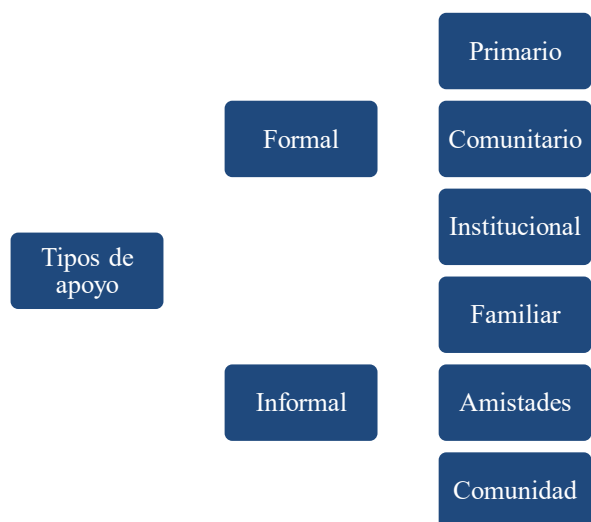 Tipos de
apoyo
Formal
Primario
Comunitario
Institucional
Informal
Familiar
Amistades
Comunidad